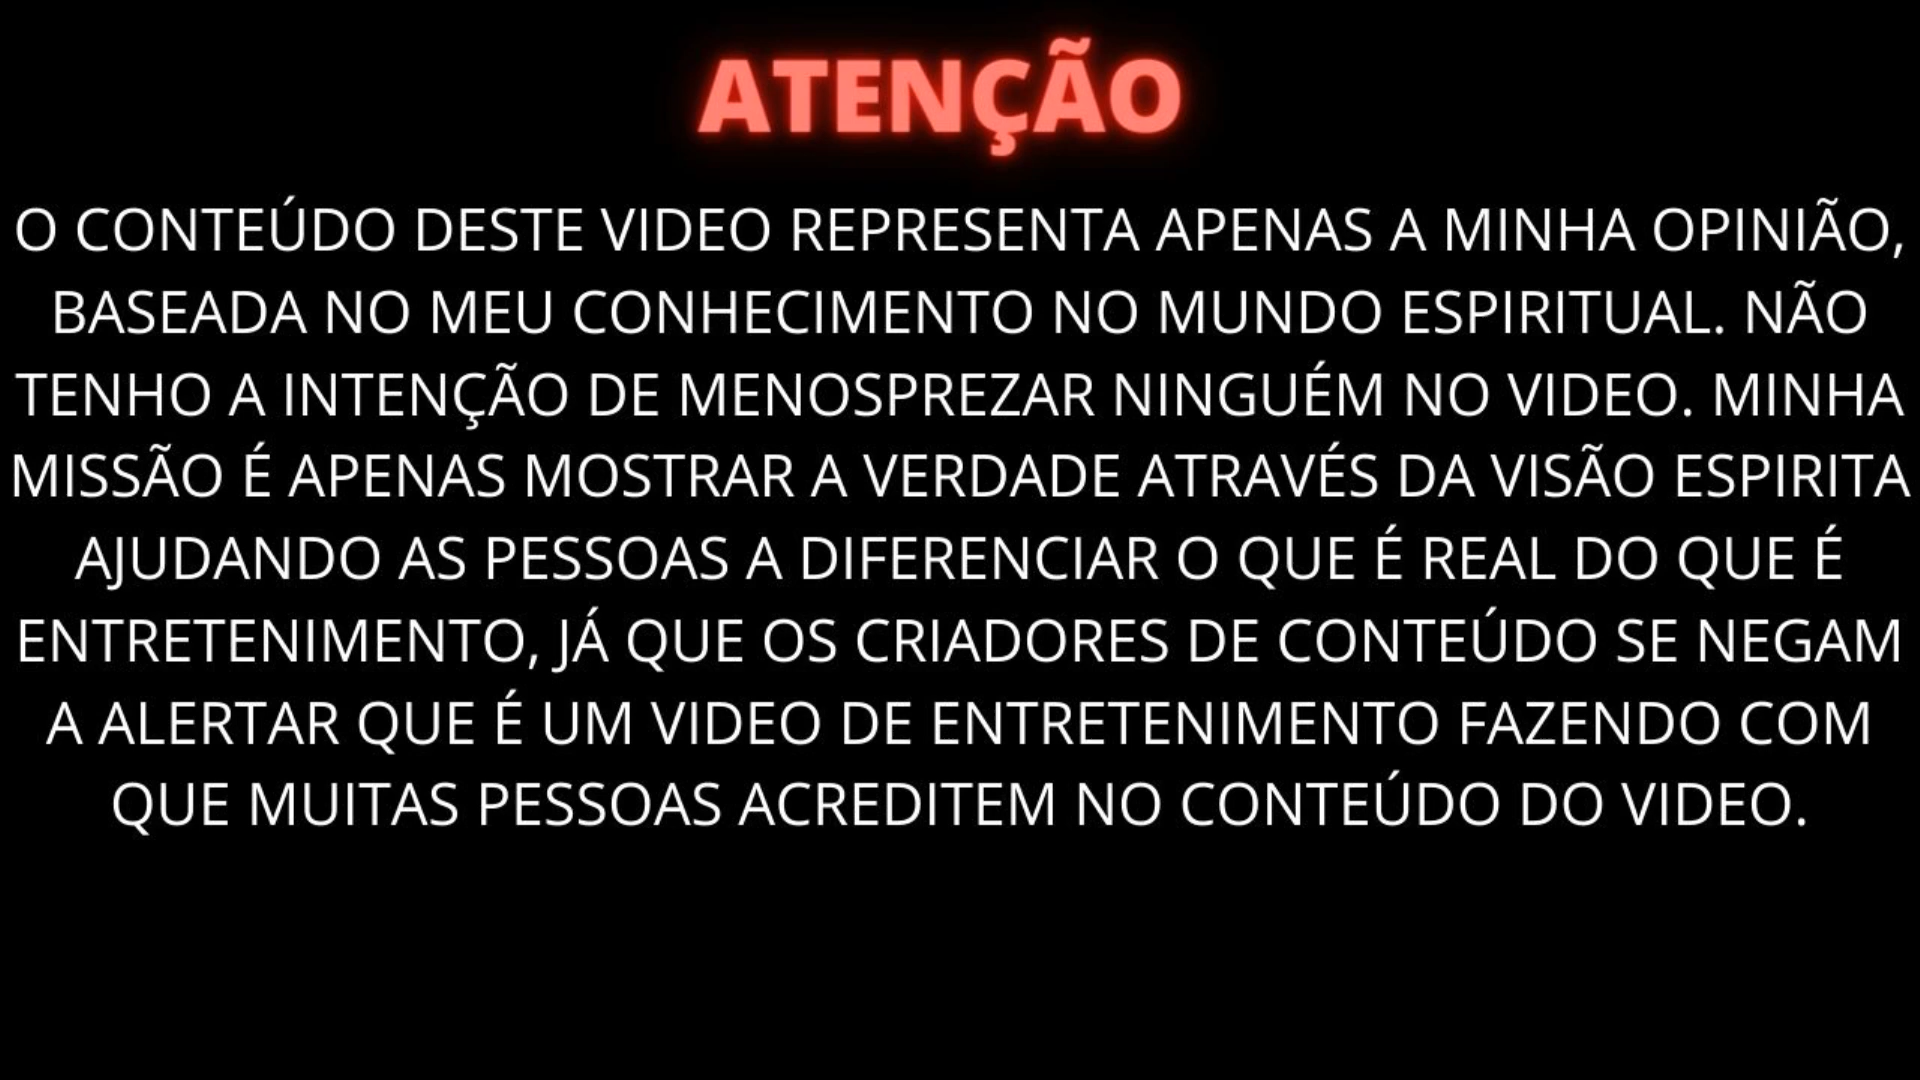 ATENÇÃO
O CONTEÚDO DESTE VIDEO REPRESENTA APENAS A MINHA OPINIÃO,
BASEADA NO MEU CONHECIMENTO NO MUNDO ESPIRITUAL. NÃO
TENHO A INTENÇÃO DE MENOSPREZAR NINGUÉM NO VIDEO. MINHA
MISSÃO É APENAS MOSTRAR A VERDADE ATRAVÉS DA VISÃO ESPIRITA
AJUDANDO AS PESSOAS A DIFERENCIAR O QUE É REAL DO QUE É
ENTRETENIMENTO, JÁ QUE OS CRIADORES DE CONTEÚDO SE NEGAM
A ALERTAR QUE É UM VIDEO DE ENTRETENIMENTO FAZENDO COM
QUE MUITAS PESSOAS ACREDITEM NO CONTEÚDO DO VIDEO.